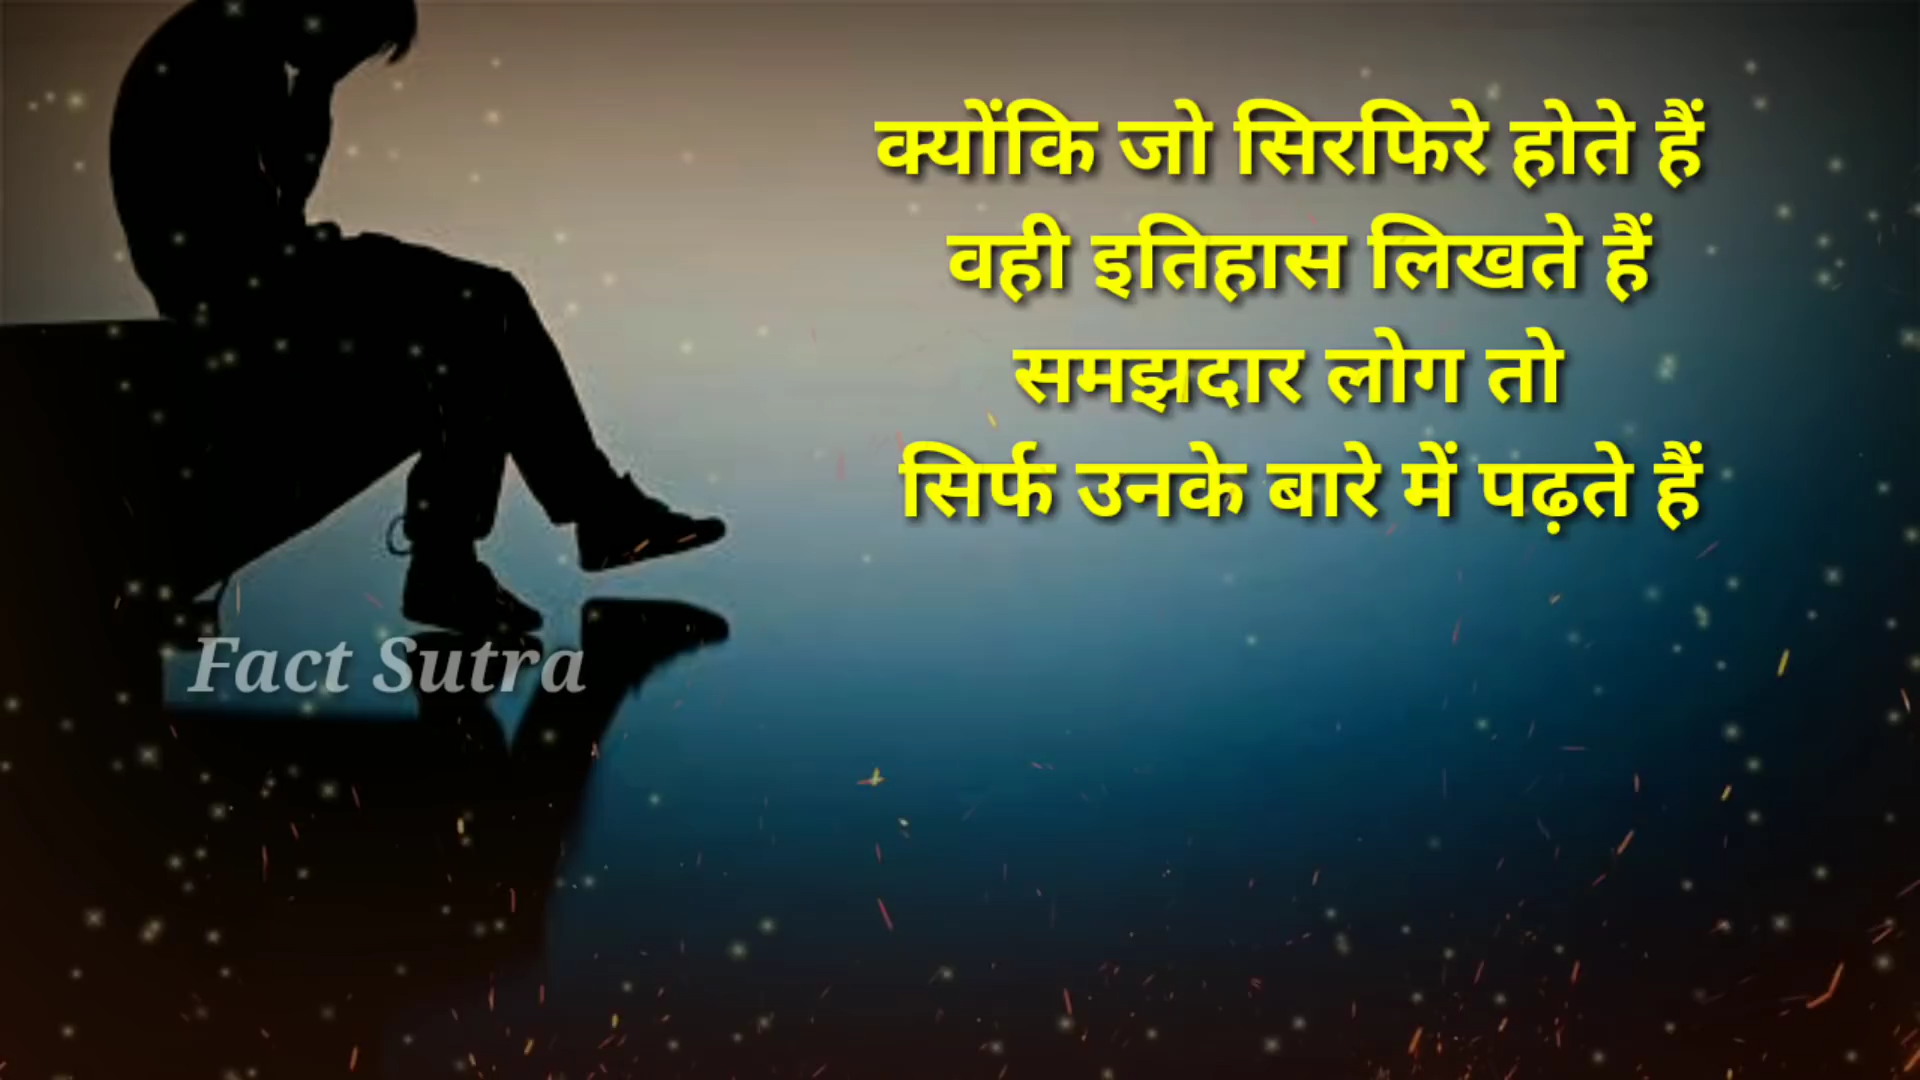 क्योंकि जो सिरफिरे होते हैं
वही इतिहास लिखते हैं
समझदार लोग तो
सिर्फ उनके बारे में पढ़ते हैं
Fact Sutra